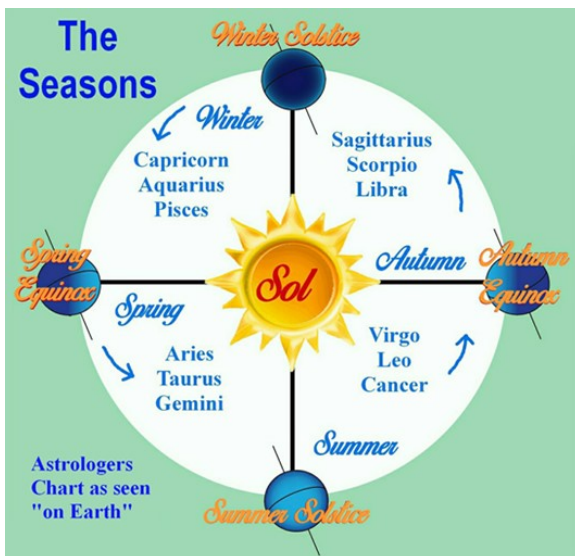 The
Seasons
Winter Solstice
Winter
Capricorn
Aquarius
Pisces
Sagittarius
Scorpio
Libra
Spring
Equinox
Sol
Autumn
Autumn
Equinox
Spring
Aries
Taurus
Gemini
Virgo
Leo
Cancer
Summer
Astrologers
Chart as seen
"on Earth"
Summer Solstice